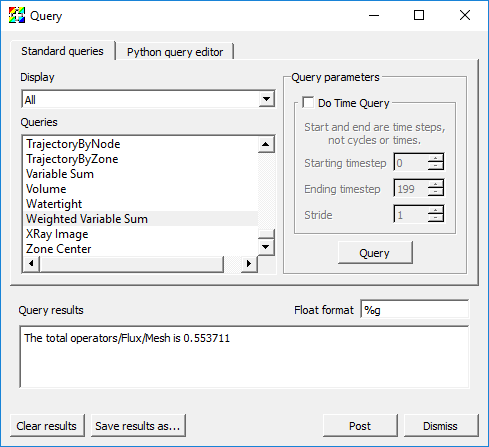 Query
Standard queries
Python query editor
Display
All
Queries
TrajectoryByNode
TrajectoryByZone
Variable Sum
Volume
Watertight
Weighted Variable Sum
XRay Image
Zone Center
Query parameters
Do Time Query
Start and end are time steps,
not cycles or times.
Starting timestep 0
Ending timestep 199
Stride 1
Query
Query results
Float format %g
The total operators/Flux/Mesh is 0.553711
Clear results
Save results as...
Post
Dismiss